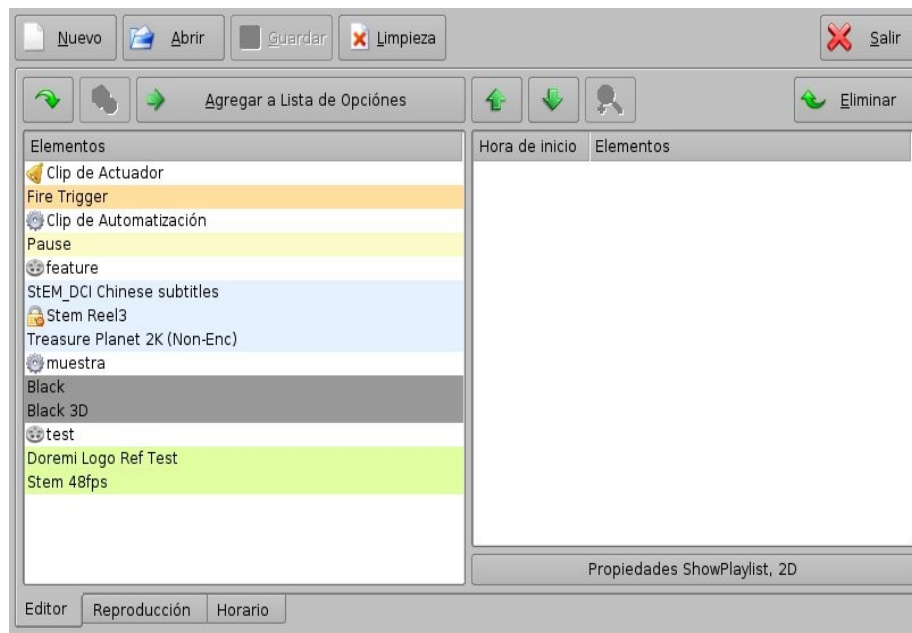 Nuevo Abrir Guardar Limpieza Salir
Agregar a Lista de Opciónes Eliminar
Elementos
Clip de Actuador
Fire Trigger
Clip de Automatización
Pause
feature
StEM_DCI Chinese subtitles
Stem Reel3
Treasure Planet 2K (Non-Enc)
muestra
Black
Black 3D
test
Doremi Logo Ref Test
Stem 48fps
Hora de inicio Elementos
Propiedades ShowPlaylist, 2D
Editor Reproducción Horario